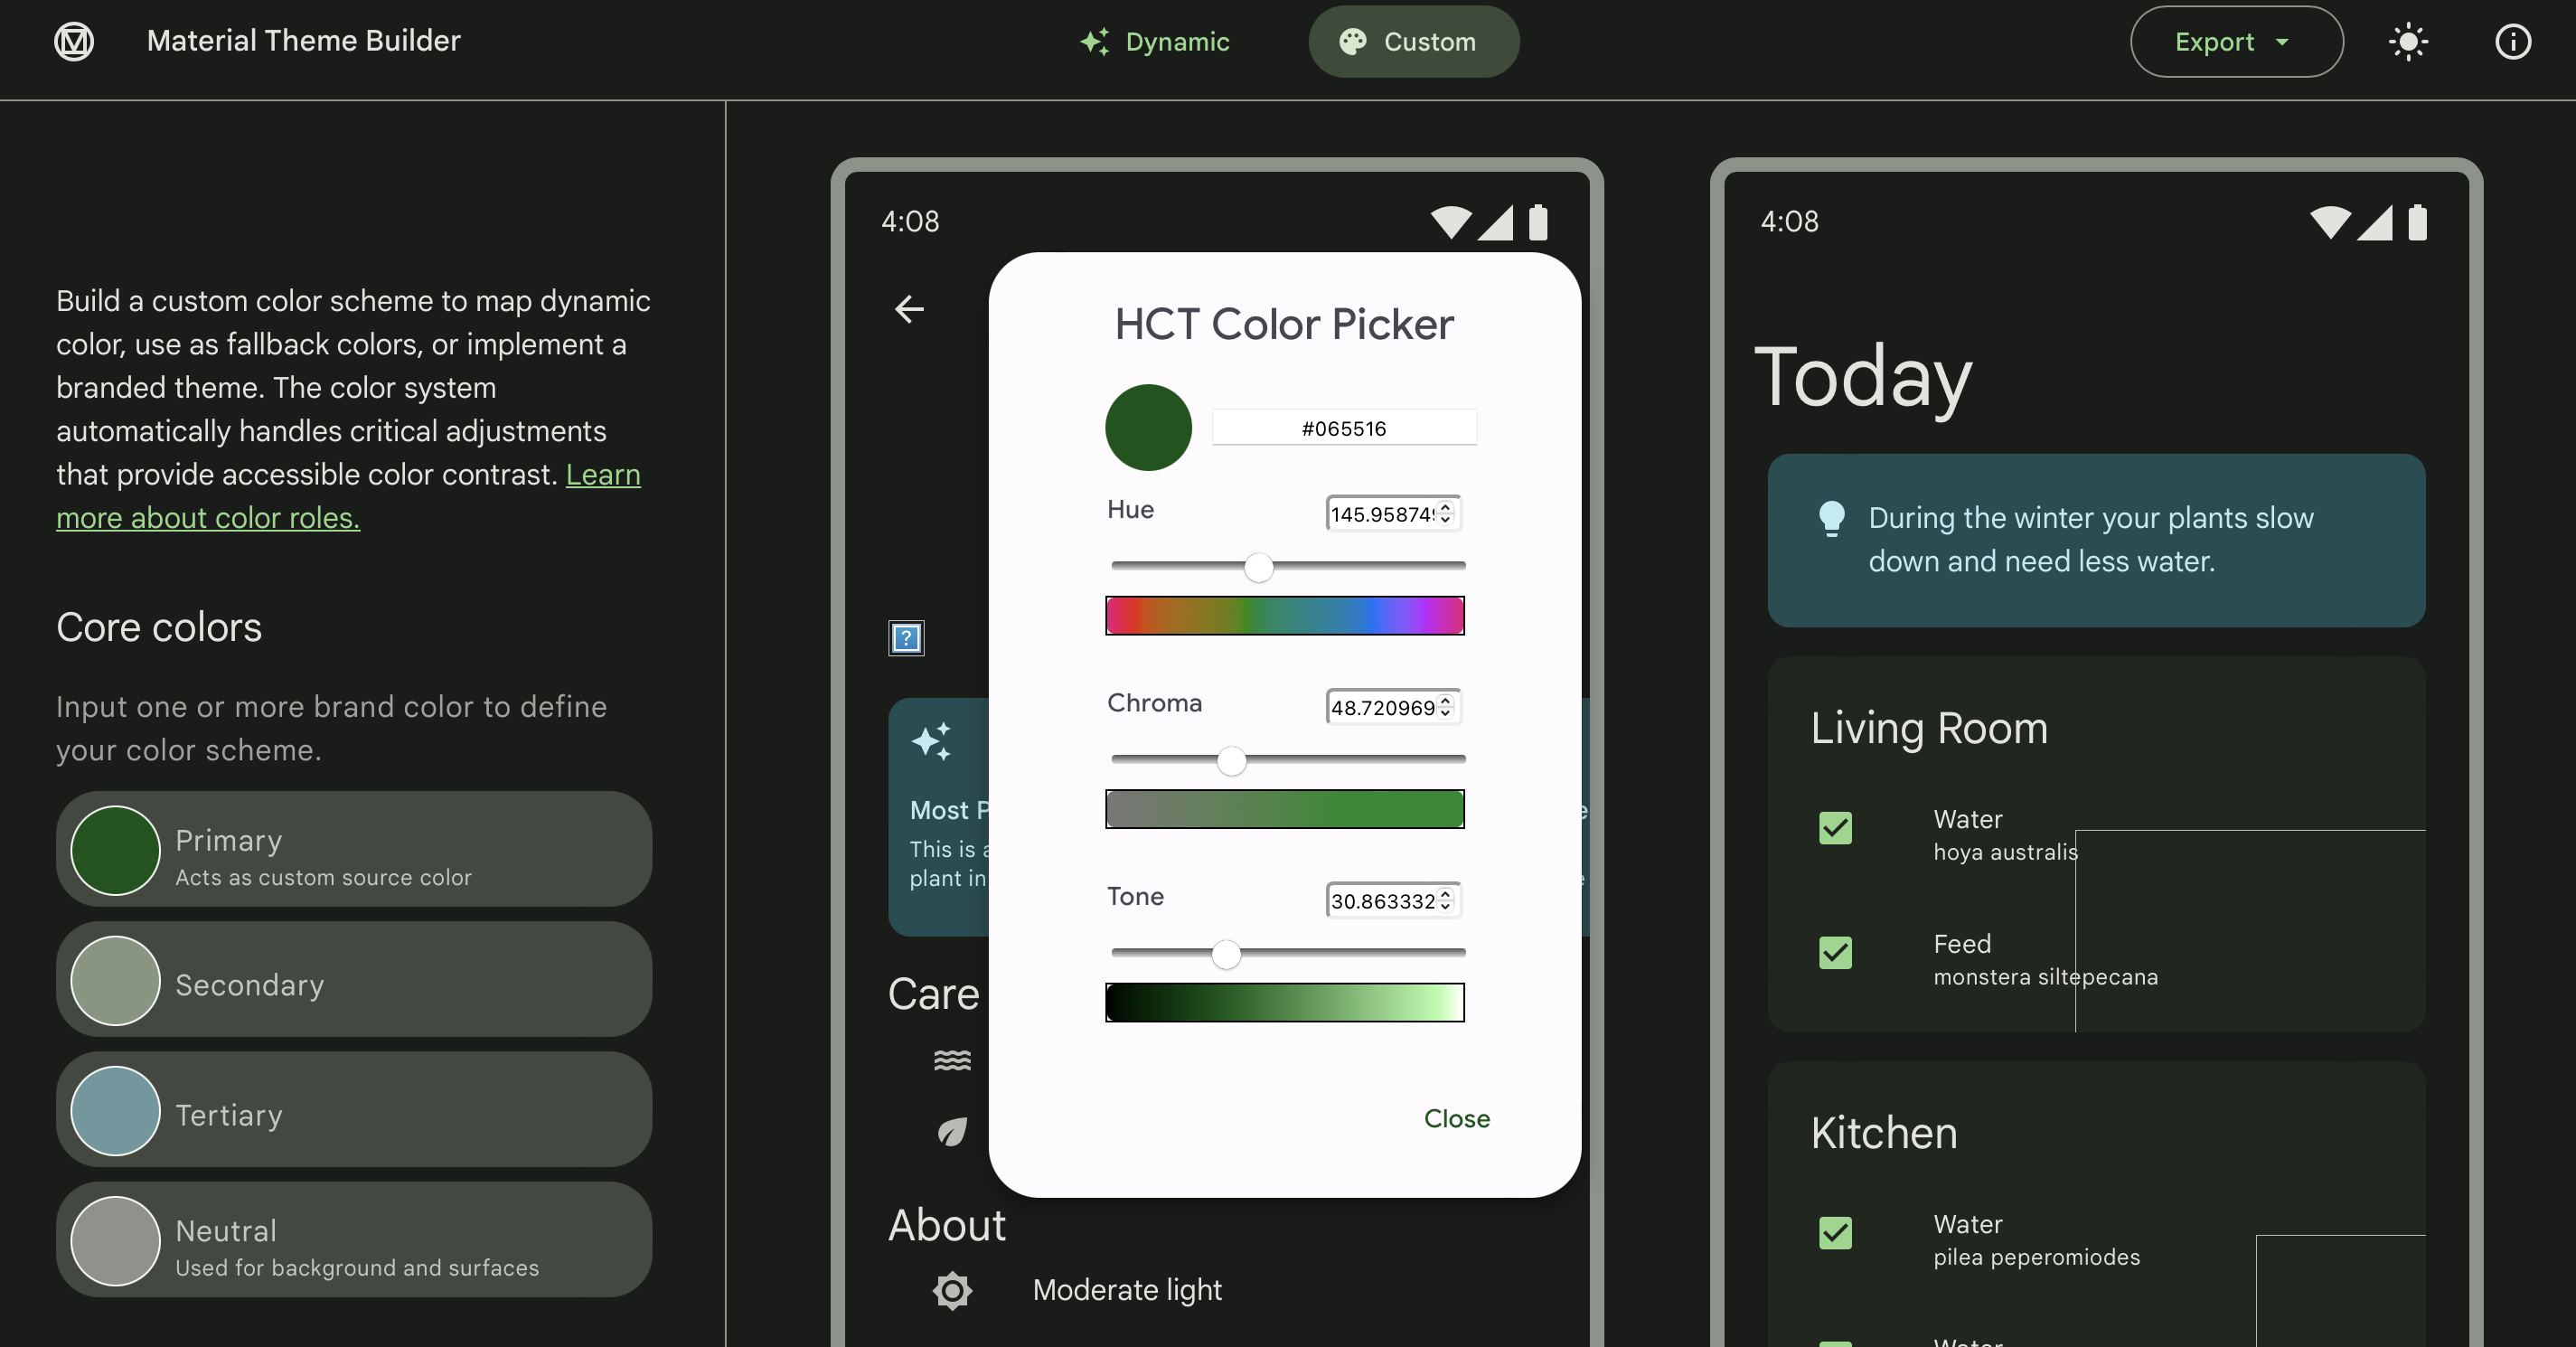 Material Theme Builder
Dynamic
Custom
Export
Build a custom color scheme to map dynamic
color, use as fallback colors, or implement a
branded theme. The color system
automatically handles critical adjustments
that provide accessible color contrast. Learn
more about color roles.
Core colors
Input one or more brand color to define
your color scheme.
Primary
Acts as custom source color
Secondary
Tertiary
Neutral
Used for background and surfaces
4:08
?
Most
This is
plant in
Care
About
Moderate light
HCT Color Picker
#065516
Hue
145.95874
Chroma
48.720969
Tone
30.863332
Close
4:08
Today
During the winter your plants slow
down and need less water.
Living Room
Water
hoya australis
Feed
monstera siltepecana
Kitchen
Water
pilea peperomiodes
Water